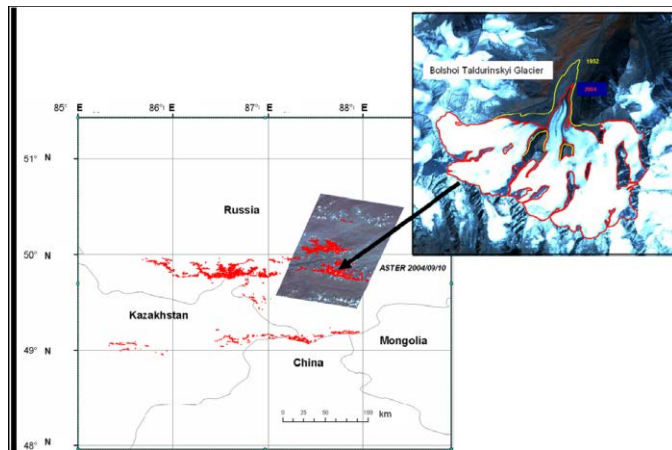 1952
Bolshoi Taldurinskyi Glacier
2004
85° E 86° E 87° E 88° E
51° N
Russia
50° N
ASTER 2004/09/10
Kazakhstan
Mongolia
49° N
China
0 25 50 100
km
48° N